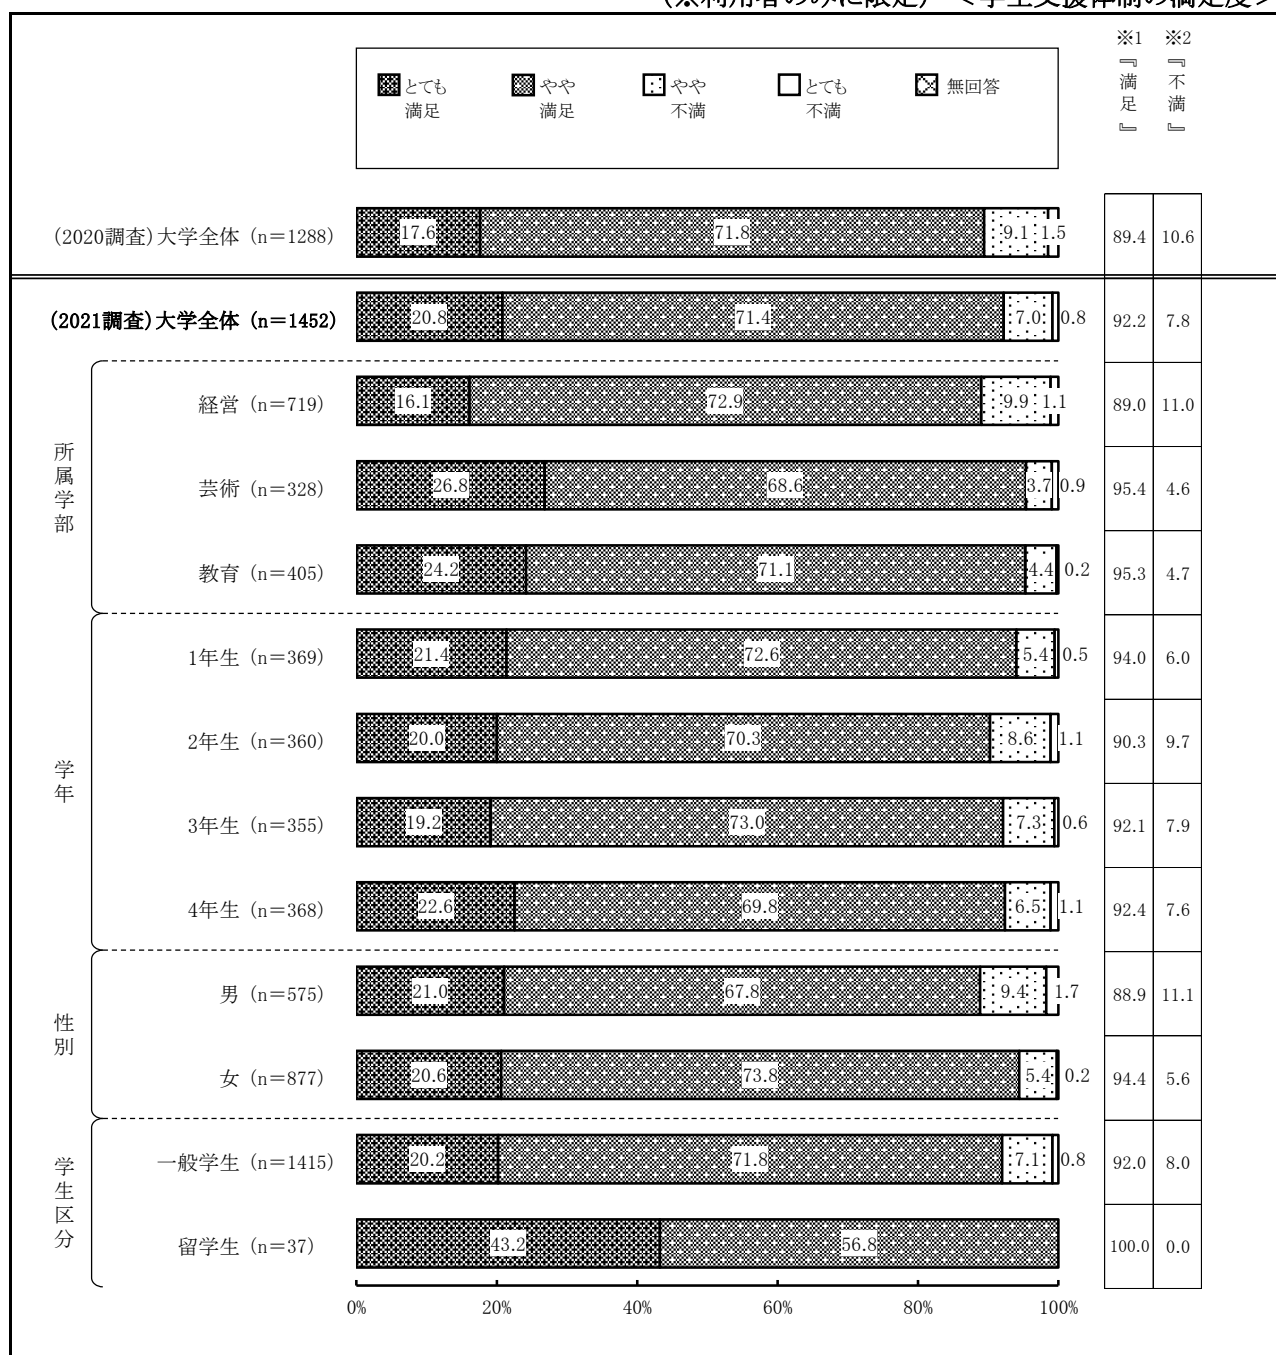 (※利用者のみに限定) ＜学生支援体制の満足度＞
※1 ※2
『満足』
『不満』
とても満足
やや満足
やや不満
とても不満
無回答
(2020調査)大学全体 (n＝1288) 17.6 71.8 9.1 1.5 89.4 10.6
(2021調査)大学全体 (n＝1452) 20.8 71.4 7.0 0.8 92.2 7.8
所属学部
経営 (n＝719) 16.1 72.9 9.9 1.1 89.0 11.0
芸術 (n＝328) 26.8 68.6 3.7 0.9 95.4 4.6
教育 (n＝405) 24.2 71.1 4.4 0.2 95.3 4.7
学年
1年生 (n＝369) 21.4 72.6 5.4 0.5 94.0 6.0
2年生 (n＝360) 20.0 70.3 8.6 1.1 90.3 9.7
3年生 (n＝355) 19.2 73.0 7.3 0.6 92.1 7.9
4年生 (n＝368) 22.6 69.8 6.5 1.1 92.4 7.6
性別
男 (n＝575) 21.0 67.8 9.4 1.7 88.9 11.1
女 (n＝877) 20.6 73.8 5.4 0.2 94.4 5.6
学生区分
一般学生 (n＝1415) 20.2 71.8 7.1 0.8 92.0 8.0
留学生 (n＝37) 43.2 56.8 100.0 0.0
0% 20% 40% 60% 80% 100%